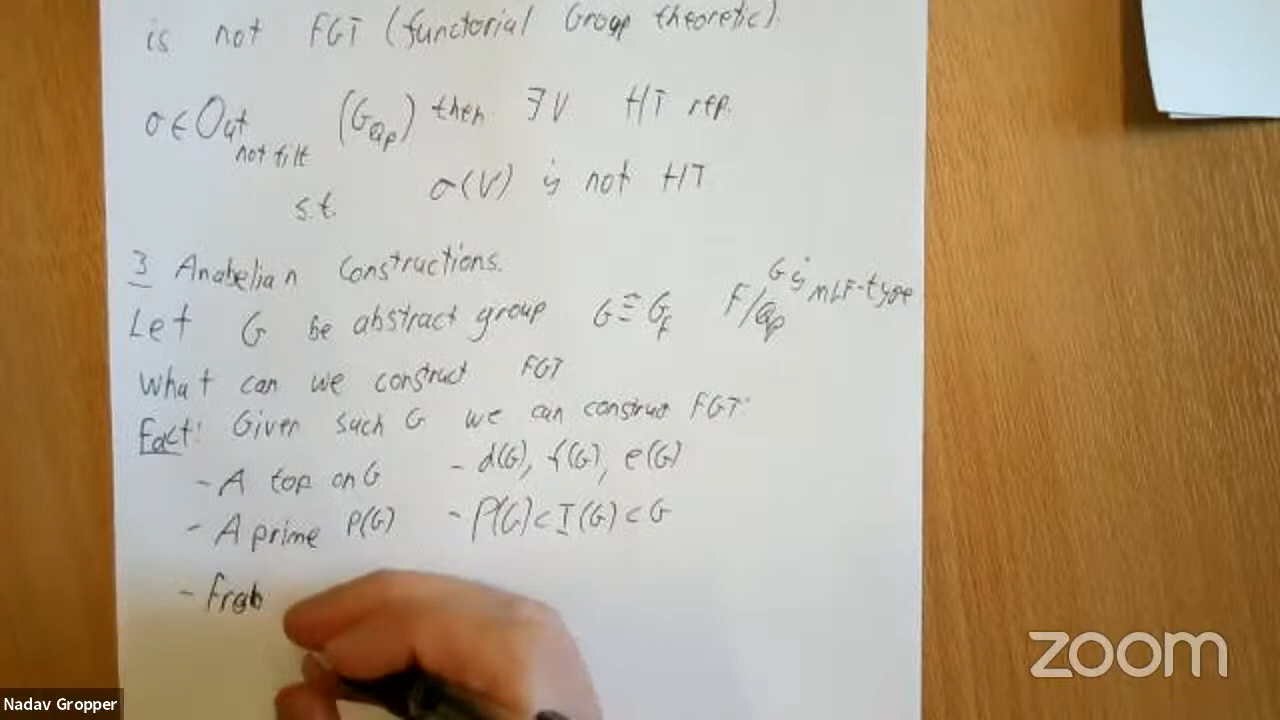 is not FGT (functorial Group theoretic).
σ ∈ Out not filt (G_Qp) then ∃V HT rep.
s.t. σ(V) is not HT
3 Anabelian Constructions.
Let G be abstract group G ≅ G_F F/Qp G is MLF-type
What can we construct FGT
Fact: Given such G we can construct FGT:
- A top on G - d(G), f(G), e(G)
- A prime P(G) - P(G) < I(G) < G
- Frob
zoom
Nadav Gropper